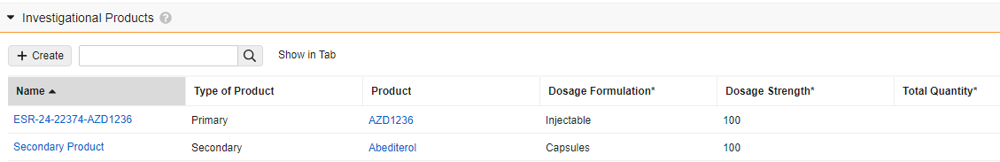 Investigational Products ?
+ Create Show in Tab
Name Type of Product Product Dosage Formulation* Dosage Strength* Total Quantity*
ESR-24-22374-AZD1236 Primary AZD1236 Injectable 100
Secondary Product Secondary Abediterol Capsules 100